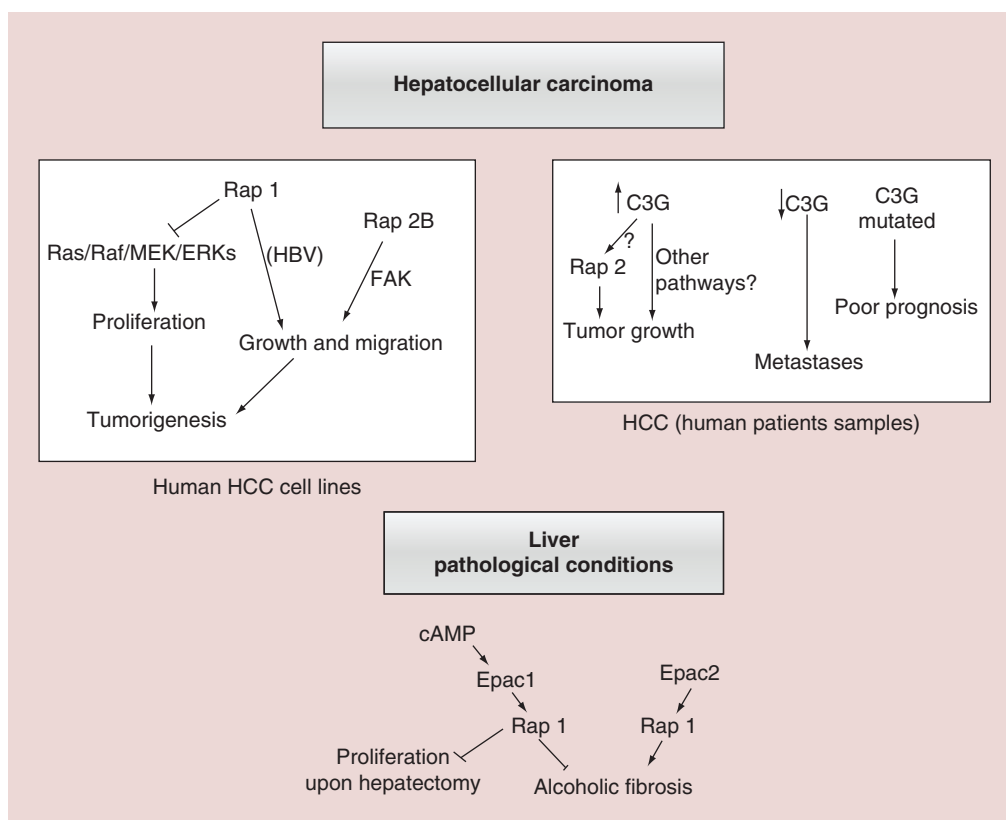 Hepatocellular carcinoma
Rap 1
Rap 2B
Ras/Raf/MEK/ERKs
(HBV)
FAK
Proliferation
Growth and migration
Tumorigenesis
Human HCC cell lines
C3G
?
Rap 2
Other
pathways?
Tumor growth
C3G
Metastases
C3G
mutated
Poor prognosis
HCC (human patients samples)
Liver
pathological conditions
cAMP
Epac1
Rap 1
Proliferation
upon hepatectomy
Epac2
Rap 1
Alcoholic fibrosis